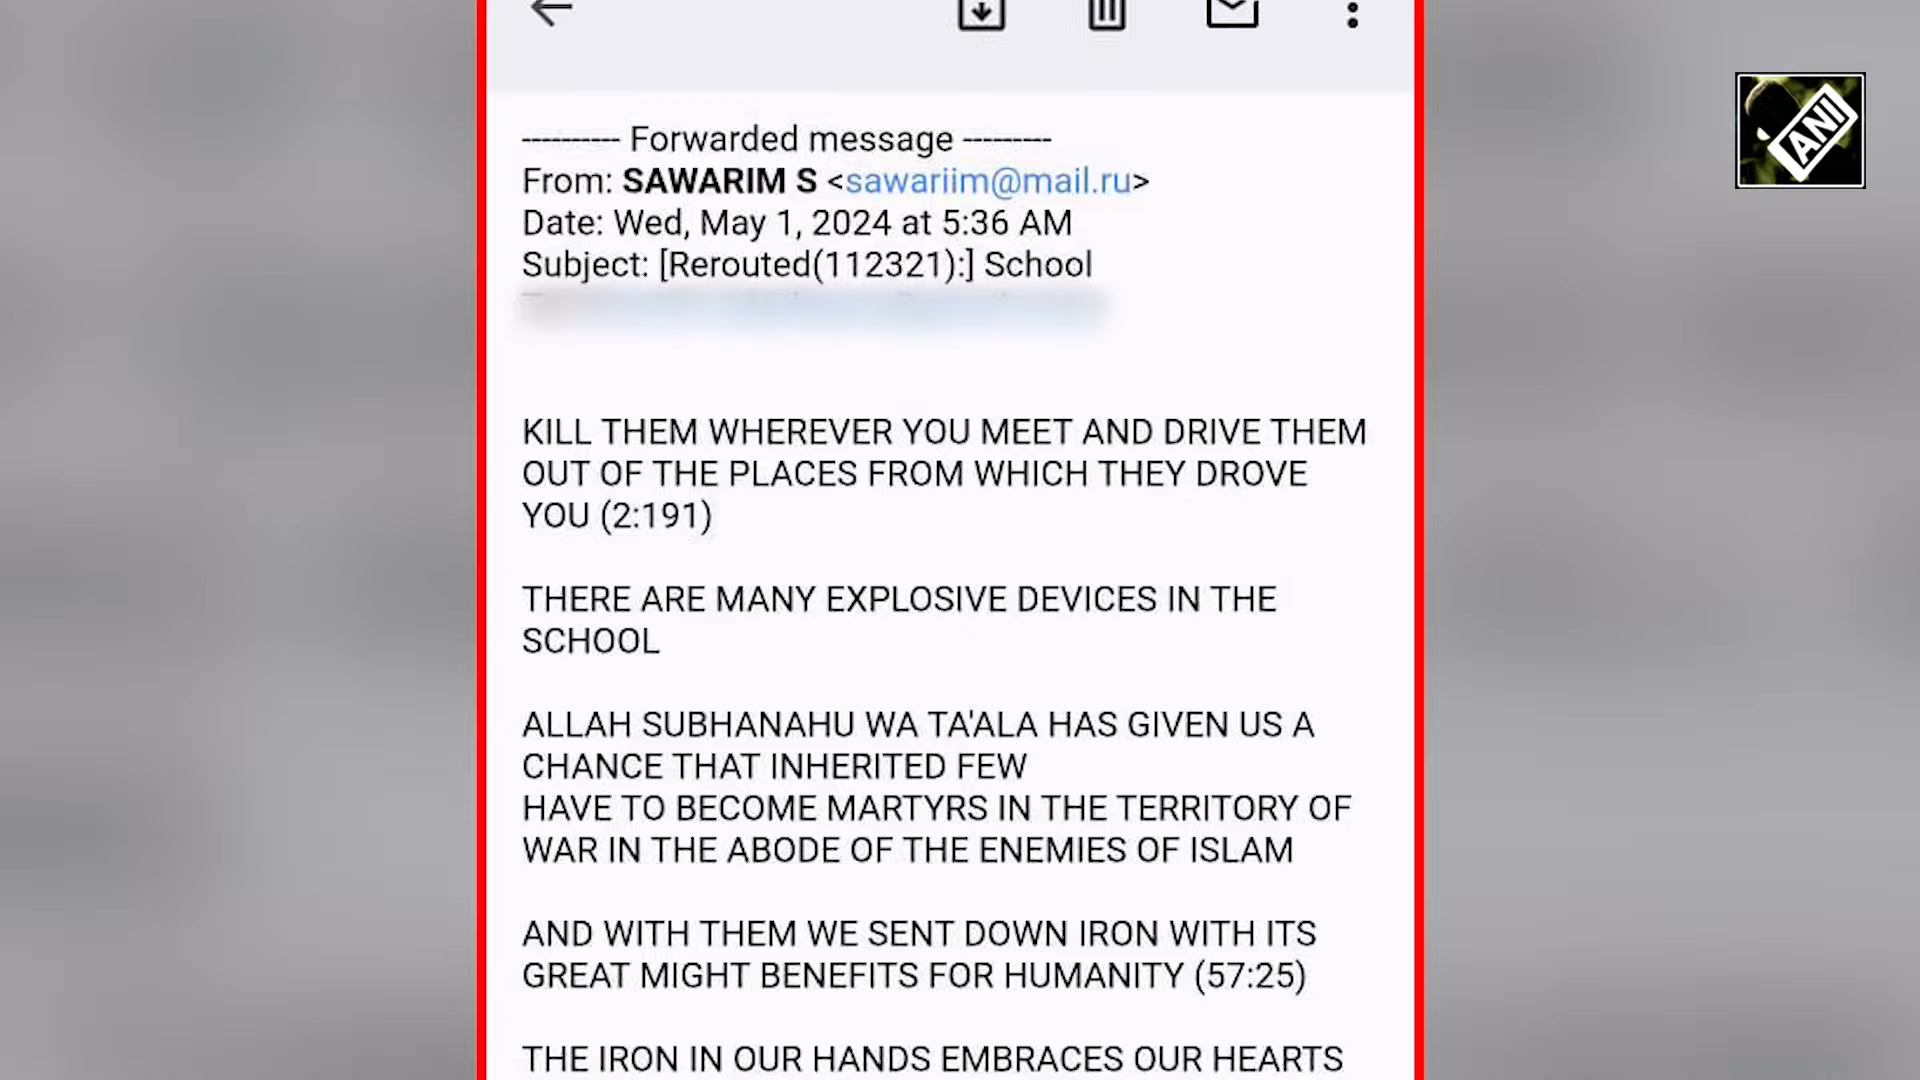 ---------- Forwarded message ---------
From: SAWARIM S <sawariim@mail.ru>
Date: Wed, May 1, 2024 at 5:36 AM
Subject: [Rerouted(112321):] School
KILL THEM WHEREVER YOU MEET AND DRIVE THEM
OUT OF THE PLACES FROM WHICH THEY DROVE
YOU (2:191)
THERE ARE MANY EXPLOSIVE DEVICES IN THE
SCHOOL
ALLAH SUBHANAHU WA TA'ALA HAS GIVEN US A
CHANCE THAT INHERITED FEW
HAVE TO BECOME MARTYRS IN THE TERRITORY OF
WAR IN THE ABODE OF THE ENEMIES OF ISLAM
AND WITH THEM WE SENT DOWN IRON WITH ITS
GREAT MIGHT BENEFITS FOR HUMANITY (57:25)
THE IRON IN OUR HANDS EMBRACES OUR HEARTS
ANI